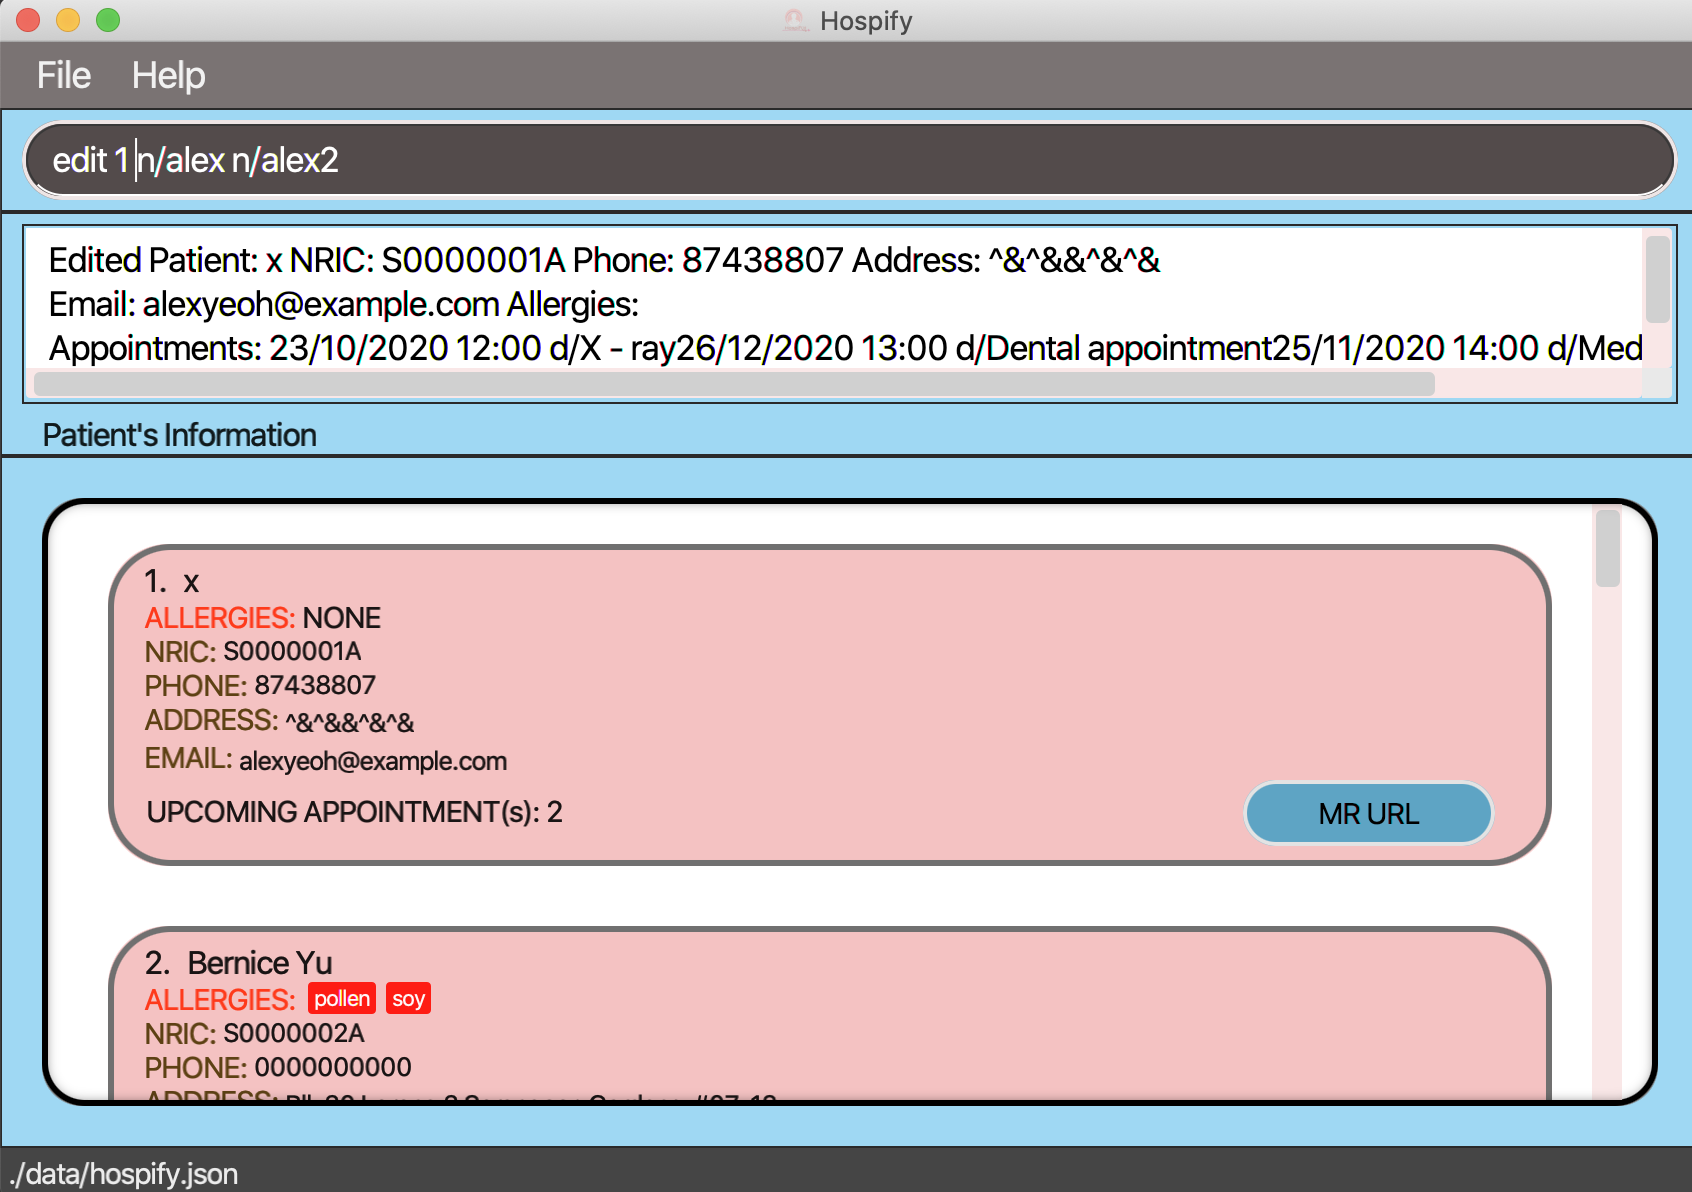 Hospify
File Help
edit 1 n/alex n/alex2
Edited Patient: x NRIC: S0000001A Phone: 87438807 Address: ^&^&&^&^&
Email: alexyeoh@example.com Allergies:
Appointments: 23/10/2020 12:00 d/X - ray26/12/2020 13:00 d/Dental appointment25/11/2020 14:00 d/Med
Patient's Information
1. x
ALLERGIES: NONE
NRIC: S0000001A
PHONE: 87438807
ADDRESS: ^&^&&^&^&
EMAIL: alexyeoh@example.com
UPCOMING APPOINTMENT(s): 2
MR URL
2. Bernice Yu
ALLERGIES: pollen soy
NRIC: S0000002A
PHONE: 0000000000
ADDRESS:
./data/hospify.json